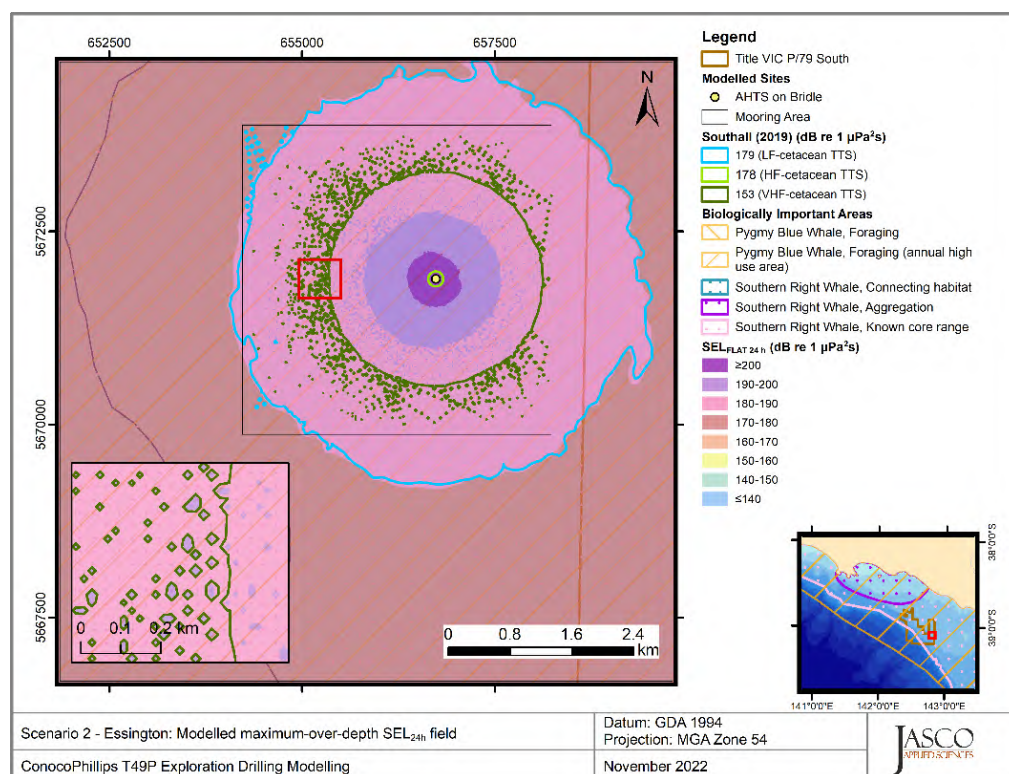 652500 655000 657500
5672500
5670000
5667500
N
0 0.1 0.2 km
0 0.8 1.6 2.4
km
Legend
Title VIC P/79 South
Modelled Sites
AHTS on Bridle
Mooring Area
Southall (2019) (dB re 1 µPa²s)
179 (LF-cetacean TTS)
178 (HF-cetacean TTS)
153 (VHF-cetacean TTS)
Biologically Important Areas
Pygmy Blue Whale, Foraging
Pygmy Blue Whale, Foraging (annual high
use area)
Southern Right Whale, Connecting habitat
Southern Right Whale, Aggregation
Southern Right Whale, Known core range
SELFLAT 24 h (dB re 1 µPa²s)
≥200
190-200
180-190
170-180
160-170
150-160
140-150
≤140
38°0'0"S
39°0'0"S
141°0'0"E 142°0'0"E 143°0'0"E
Scenario 2 - Essington: Modelled maximum-over-depth SEL24h field
ConocoPhillips T49P Exploration Drilling Modelling
Datum: GDA 1994
Projection: MGA Zone 54
November 2022
JASCO
APPLIED SCIENCES